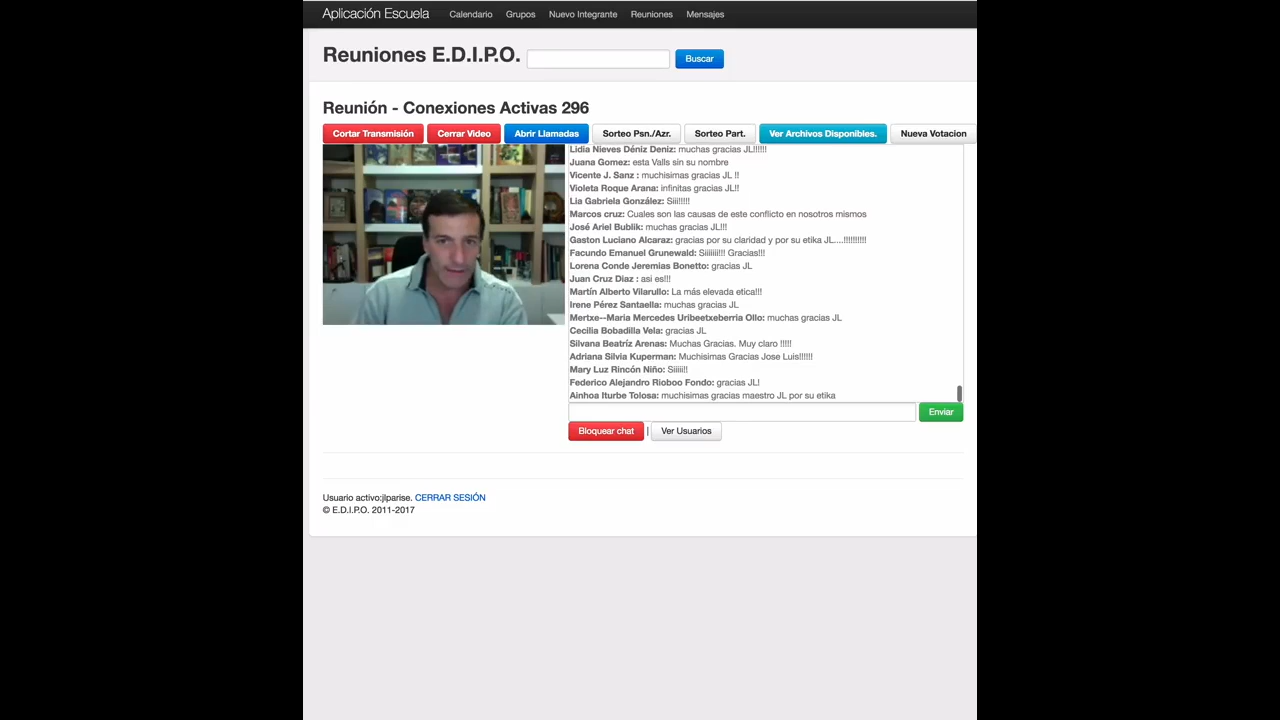 Aplicación Escuela Calendario Grupos Nuevo Integrante Reuniones Mensajes
Reuniones E.D.I.P.O. Buscar
Reunión - Conexiones Activas 296
Cortar Transmisión Cerrar Video Abrir Llamadas Sorteo Psn./Azr. Sorteo Part. Ver Archivos Disponibles. Nueva Votacion
Lidia Nieves Déniz Deniz: muchas gracias JL!!!!!!
Juana Gomez: esta Valls sin su nombre
Vicente J. Sanz : muchisimas gracias JL !!
Violeta Roque Arana: infinitas gracias JL!!
Lia Gabriela González: Siii!!!!!
Marcos cruz: Cuales son las causas de este conflicto en nosotros mismos
José Ariel Bublik: muchas gracias JL!!!
Gaston Luciano Alcaraz: gracias por su claridad y por su etika JL....!!!!!!!!!!
Facundo Emanuel Grunewald: Siiiiiii!!! Gracias!!!
Lorena Conde Jeremias Bonetto: gracias JL
Juan Cruz Diaz : asi es!!!
Martín Alberto Vilarullo: La más elevada etica!!!
Irene Pérez Santaella: muchas gracias JL
Mertxe--Maria Mercedes Uribeetxeberria Ollo: muchas gracias JL
Cecilia Bobadilla Vela: gracias JL
Silvana Beatríz Arenas: Muchas Gracias. Muy claro !!!!!
Adriana Silvia Kuperman: Muchisimas Gracias Jose Luis!!!!!!
Mary Luz Rincón Niño: Siiiii!!
Federico Alejandro Rioboo Fondo: gracias JL!
Ainhoa Iturbe Tolosa: muchisimas gracias maestro JL por su etika
Enviar
Bloquear chat | Ver Usuarios
Usuario activo:jlparise. CERRAR SESIÓN
© E.D.I.P.O. 2011-2017